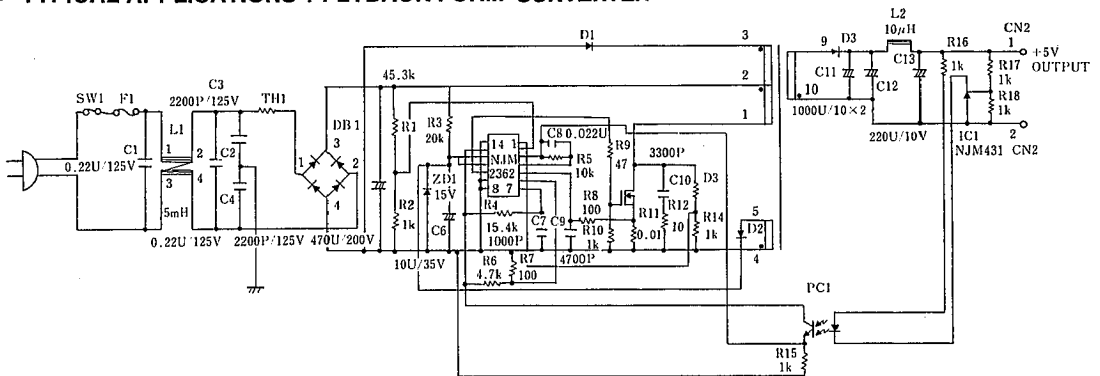 D1
3
L2
10μH
CN2
9
D3
R16
1
+5V
OUTPUT
C11
C12
C13
1k
R17
1k
R18
1k
10
1000U/10×2
220U/10V
IC1
NJM431
2
CN2
45.3k
2
1
SW1
F1
C3
2200P/125V
TH1
DB1
L1
1
2
3
4
C1
0.22U/125V
C2
C4
5mH
0.22U/125V
2200P/125V
1
3
2
4
470U/200V
R1
R2
1k
R3
20k
ZD1
15V
C6
10U/35V
14 1
NJM
2362
8 7
C8 0.022U
R5
10k
R4
15.4k
1000P
C7
C9
4700P
R6
4.7k
R7
100
R8
100
R9
47
R10
1k
R11
0.01
3300P
C10
R12
10
D3
R14
1k
5
D2
4
PC1
R15
1k